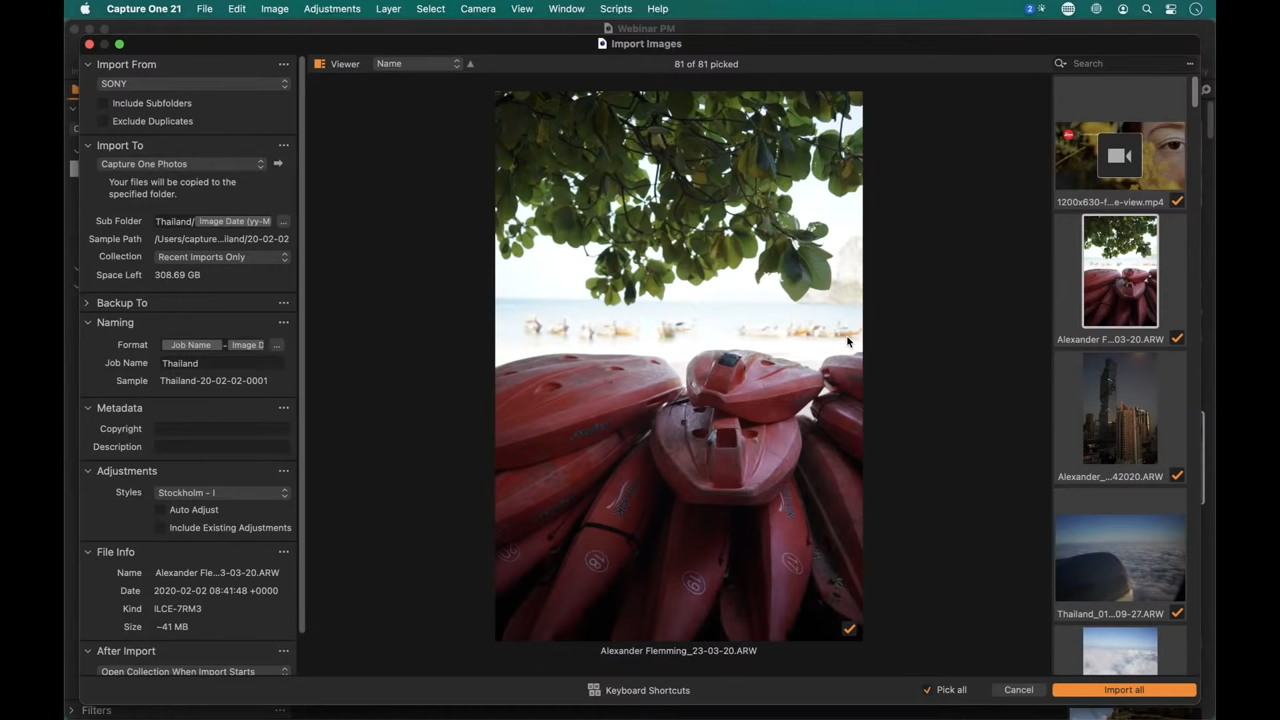 Capture One 21 File Edit Image Adjustments Layer Select Camera View Window Scripts Help 2
Webinar PM
Import Images
Import From
SONY
Include Subfolders
Exclude Duplicates
Import To
Capture One Photos
Your files will be copied to the
specified folder.
Sub Folder Thailand/ Image Date (yy-M ...
Sample Path /Users/capture...iland/20-02-02
Collection Recent Imports Only
Space Left 308.69 GB
Backup To
Naming
Format Job Name - Image D ...
Job Name Thailand
Sample Thailand-20-02-02-0001
Metadata
Copyright
Description
Adjustments
Styles Stockholm - I
Auto Adjust
Include Existing Adjustments
File Info
Name Alexander Fle...3-03-20.ARW
Date 2020-02-02 08:41:48 +0000
Kind ILCE-7RM3
Size ~41 MB
After Import
Open Collection When Import Starts
Filters
Viewer Name 81 of 81 picked Search
18
19
17
Alexander Flemming_23-03-20.ARW
1200x630-f...e-view.mp4
Alexander F...03-20.ARW
Alexander_...42020.ARW
Thailand_01...09-27.ARW
Keyboard Shortcuts Pick all Cancel Import all